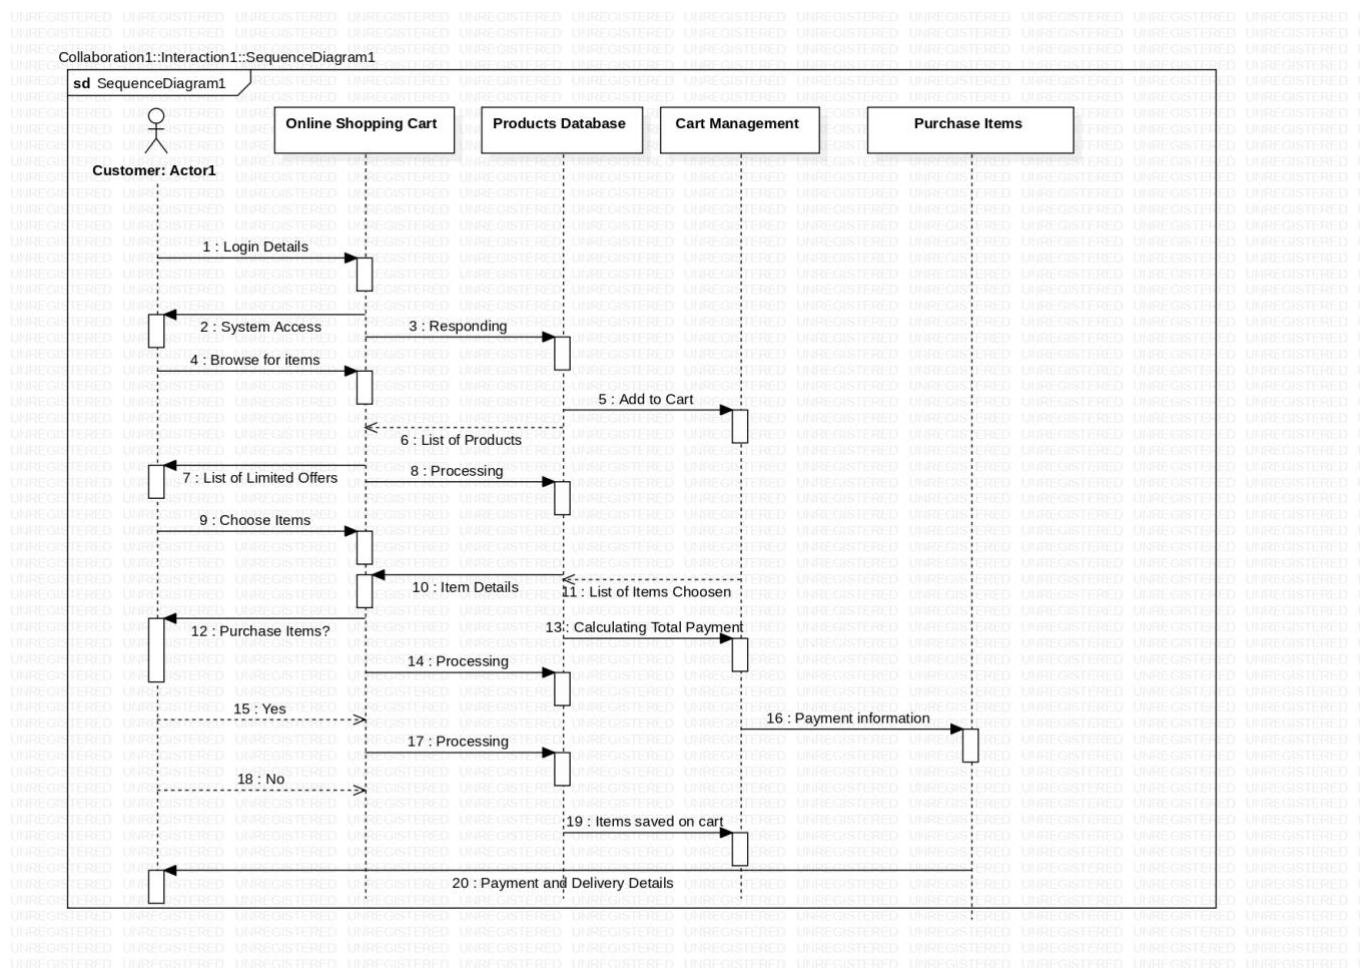 Collaboration1::Interaction1::SequenceDiagram1
sd SequenceDiagram1
Customer: Actor1
Online Shopping Cart
Products Database
Cart Management
Purchase Items
1 : Login Details
2 : System Access
3 : Responding
4 : Browse for items
5 : Add to Cart
6 : List of Products
7 : List of Limited Offers
8 : Processing
9 : Choose Items
10 : Item Details
11 : List of Items Choosen
12 : Purchase Items?
13 : Calculating Total Payment
14 : Processing
15 : Yes
16 : Payment information
17 : Processing
18 : No
19 : Items saved on cart
20 : Payment and Delivery Details
UNREGISTERED